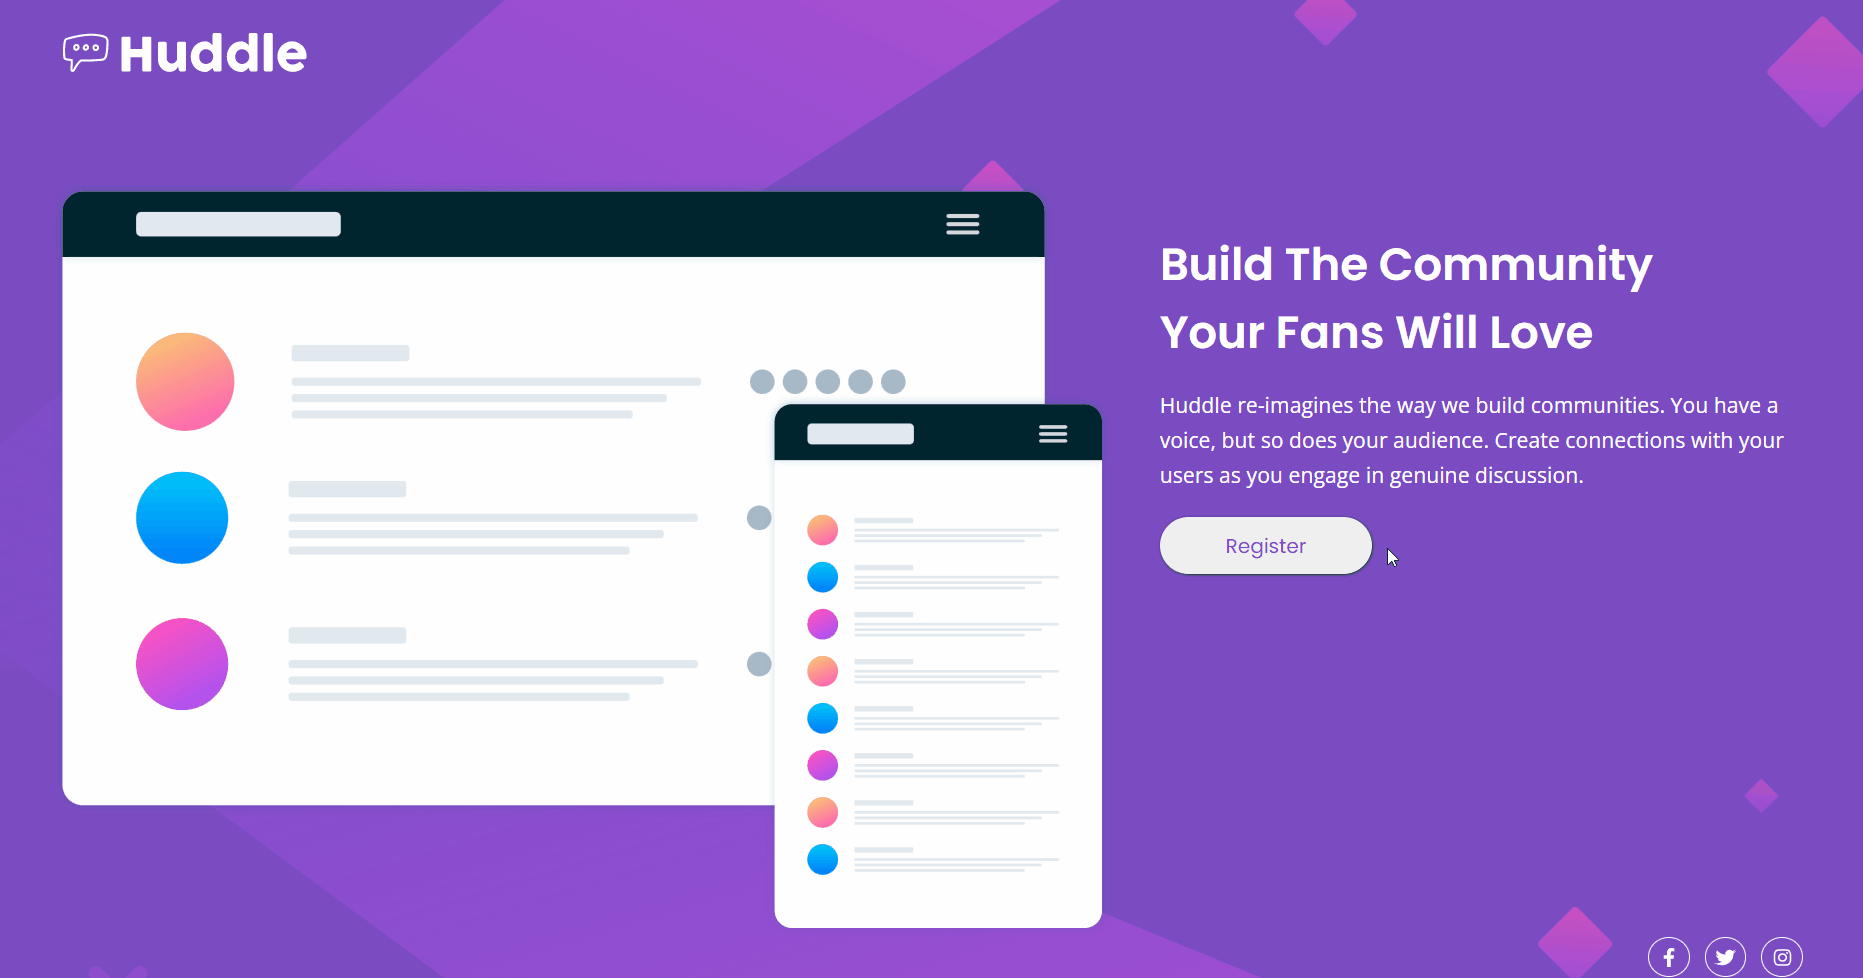 Huddle
Build The Community
Your Fans Will Love
Huddle re-imagines the way we build communities. You have a
voice, but so does your audience. Create connections with your
users as you engage in genuine discussion.
Register